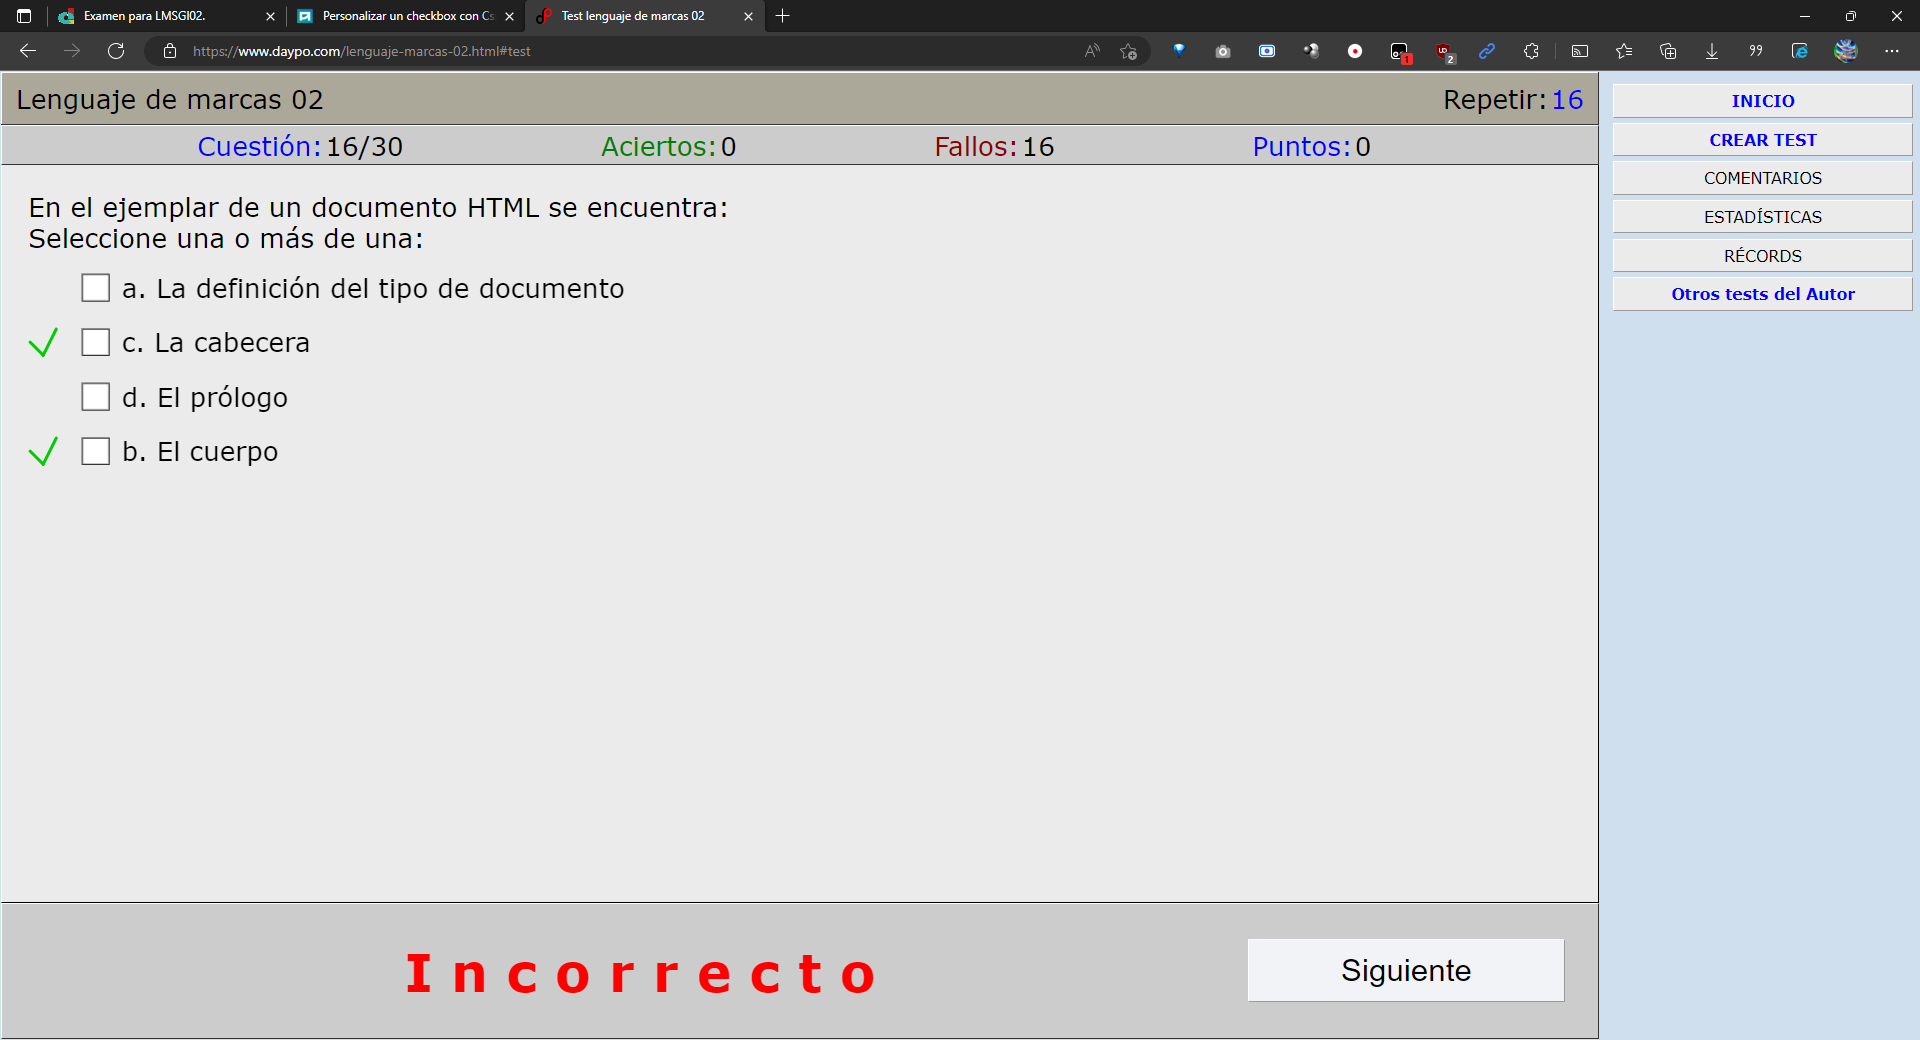 Examen para LMSGI02.
Personalizar un checkbox con Cs
Test lenguaje de marcas 02
https://www.daypo.com/lenguaje-marcas-02.html#test
1
2
Lenguaje de marcas 02
Repetir: 16
Cuestión: 16/30
Aciertos: 0
Fallos: 16
Puntos: 0
En el ejemplar de un documento HTML se encuentra:
Seleccione una o más de una:
a. La definición del tipo de documento
c. La cabecera
d. El prólogo
b. El cuerpo
Incorrecto
Siguiente
INICIO
CREAR TEST
COMENTARIOS
ESTADÍSTICAS
RÉCORDS
Otros tests del Autor